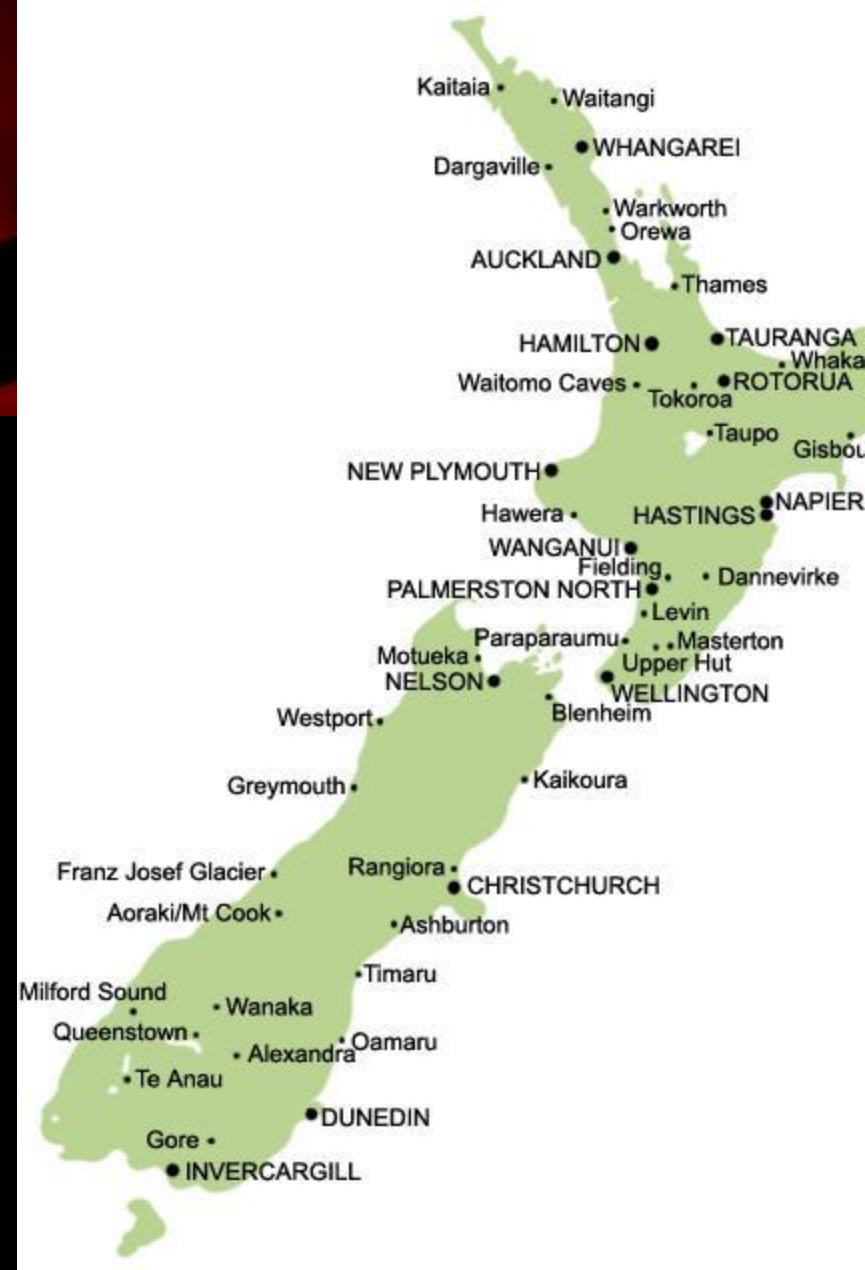 Kaitaia
Waitangi
WHANGAREI
Dargaville
Warkworth
Orewa
AUCKLAND
Thames
HAMILTON
TAURANGA
Whaka
Waitomo Caves
ROTORUA
Tokoroa
Taupo
Gisbou
NEW PLYMOUTH
NAPIER
Hawera
HASTINGS
WANGANUI
Fielding
Dannevirke
PALMERSTON NORTH
Levin
Paraparaumu
Masterton
Motueka
Upper Hut
NELSON
WELLINGTON
Blenheim
Westport
Kaikoura
Greymouth
Rangiora
Franz Josef Glacier
CHRISTCHURCH
Aoraki/Mt Cook
Ashburton
Timaru
Milford Sound
Wanaka
Queenstown
Oamaru
Alexandra
Te Anau
DUNEDIN
Gore
INVERCARGILL